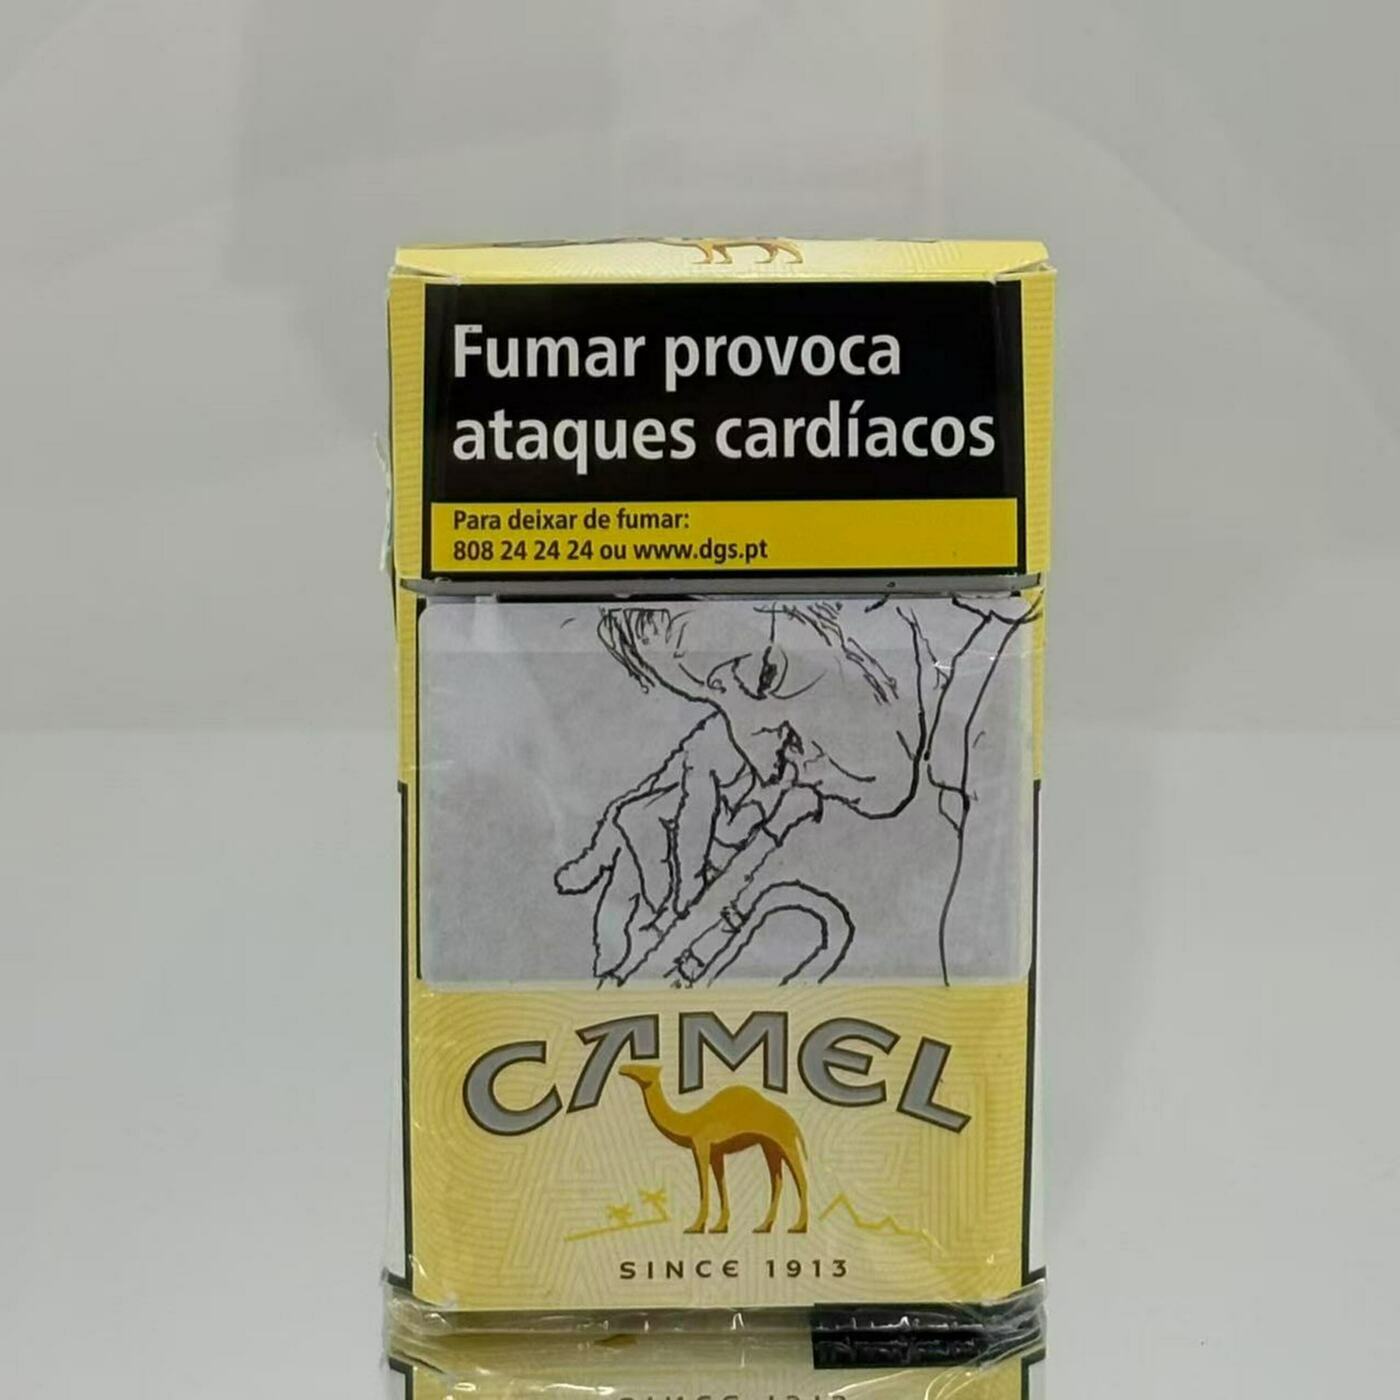 Fumar provoca
ataques cardíacos
Para deixar de fumar:
808 24 24 24 ou www.dgs.pt
CAMEL
SINCE 1913